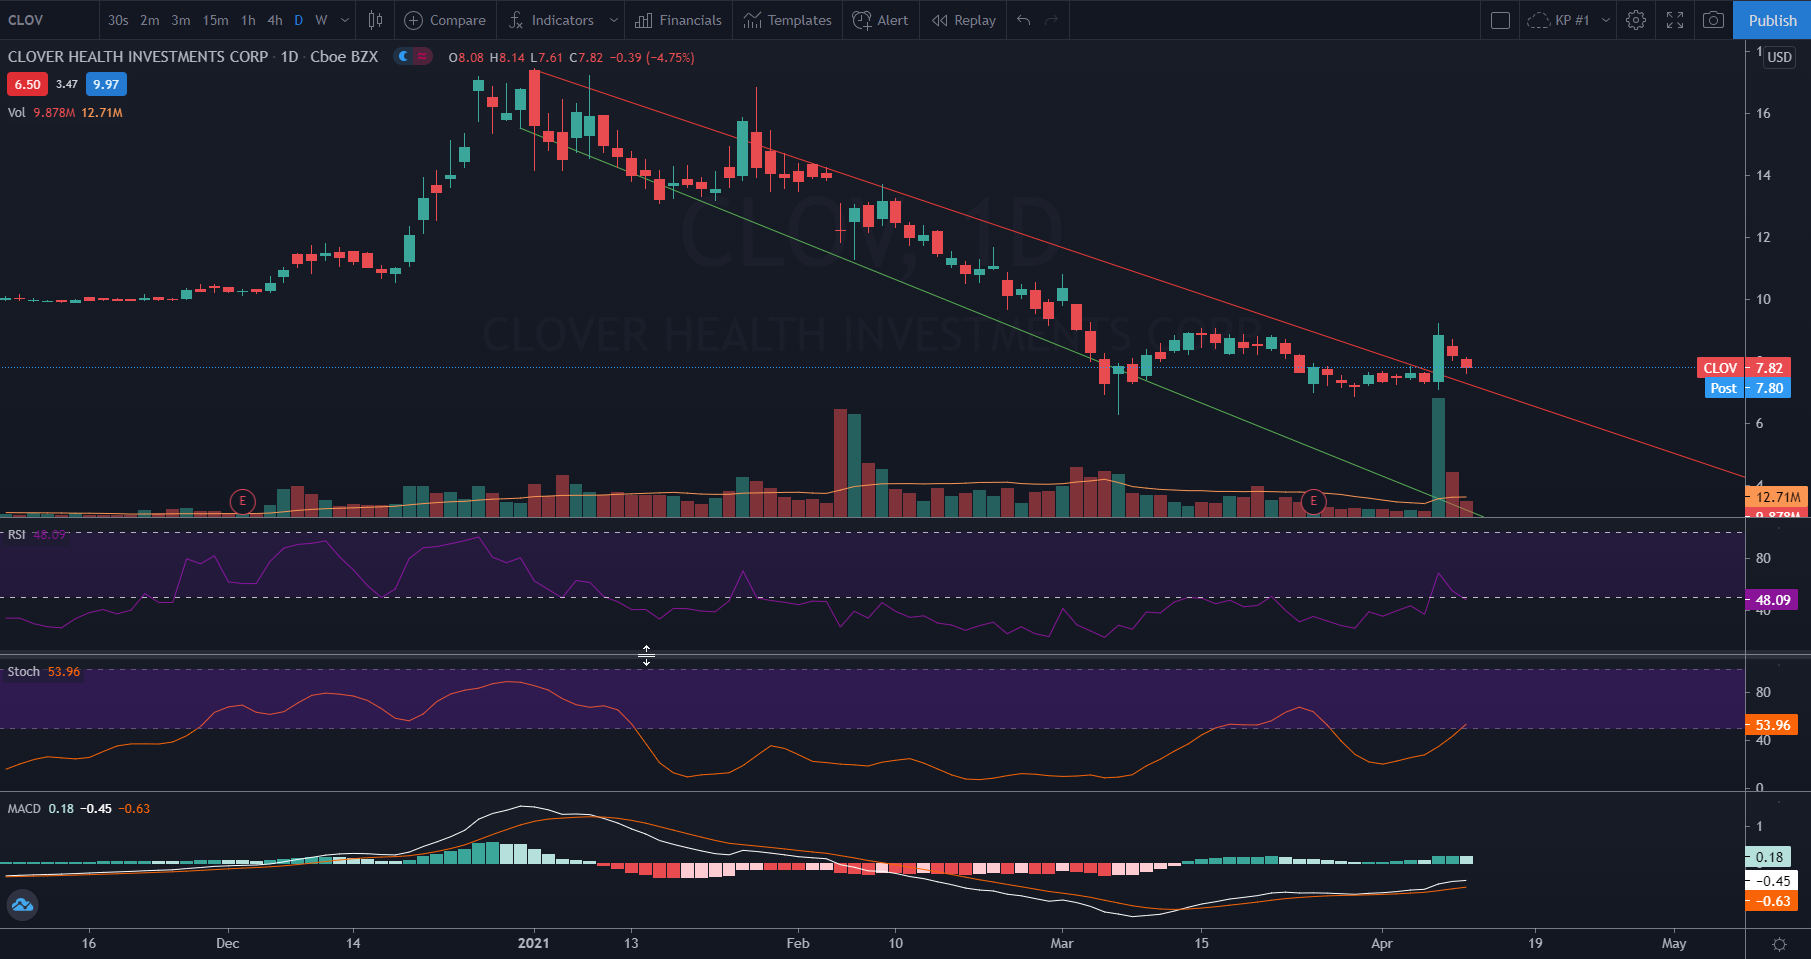 CLOV 30s 2m 3m 15m 1h 4h D W Compare Indicators Financials Templates Alert Replay KP #1 Publish
CLOVER HEALTH INVESTMENTS CORP · 1D · Cboe BZX O8.08 H8.14 L7.61 C7.82 −0.39 (−4.75%)
USD
6.50 3.47 9.97
Vol 9.878M 12.71M
16
14
CLOV, 1D
12
10
CLOVER HEALTH INVESTMENTS CORP
CLOV 7.82
Post 7.80
6
4
E E
12.71M
9.878M
RSI 48.09
80
48.09
40
Stoch 53.96
80
53.96
40
0
MACD 0.18 −0.45 −0.63
1
0.18
−0.45
−0.63
16 Dec 14 2021 13 Feb 10 Mar 15 Apr 19 May